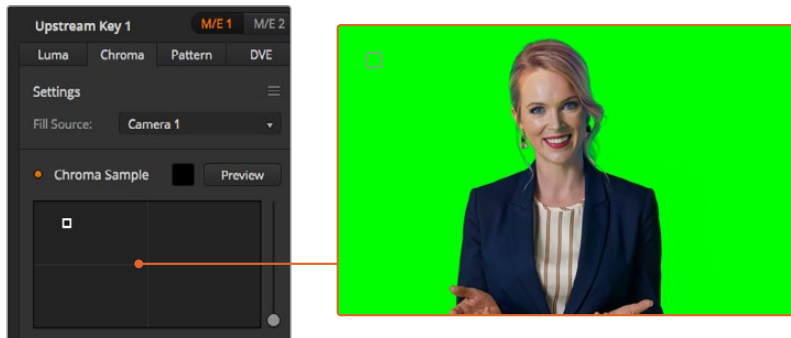 Upstream Key 1 M/E 1 M/E 2
Luma Chroma Pattern DVE
Settings
Fill Source: Camera 1
Chroma Sample Preview